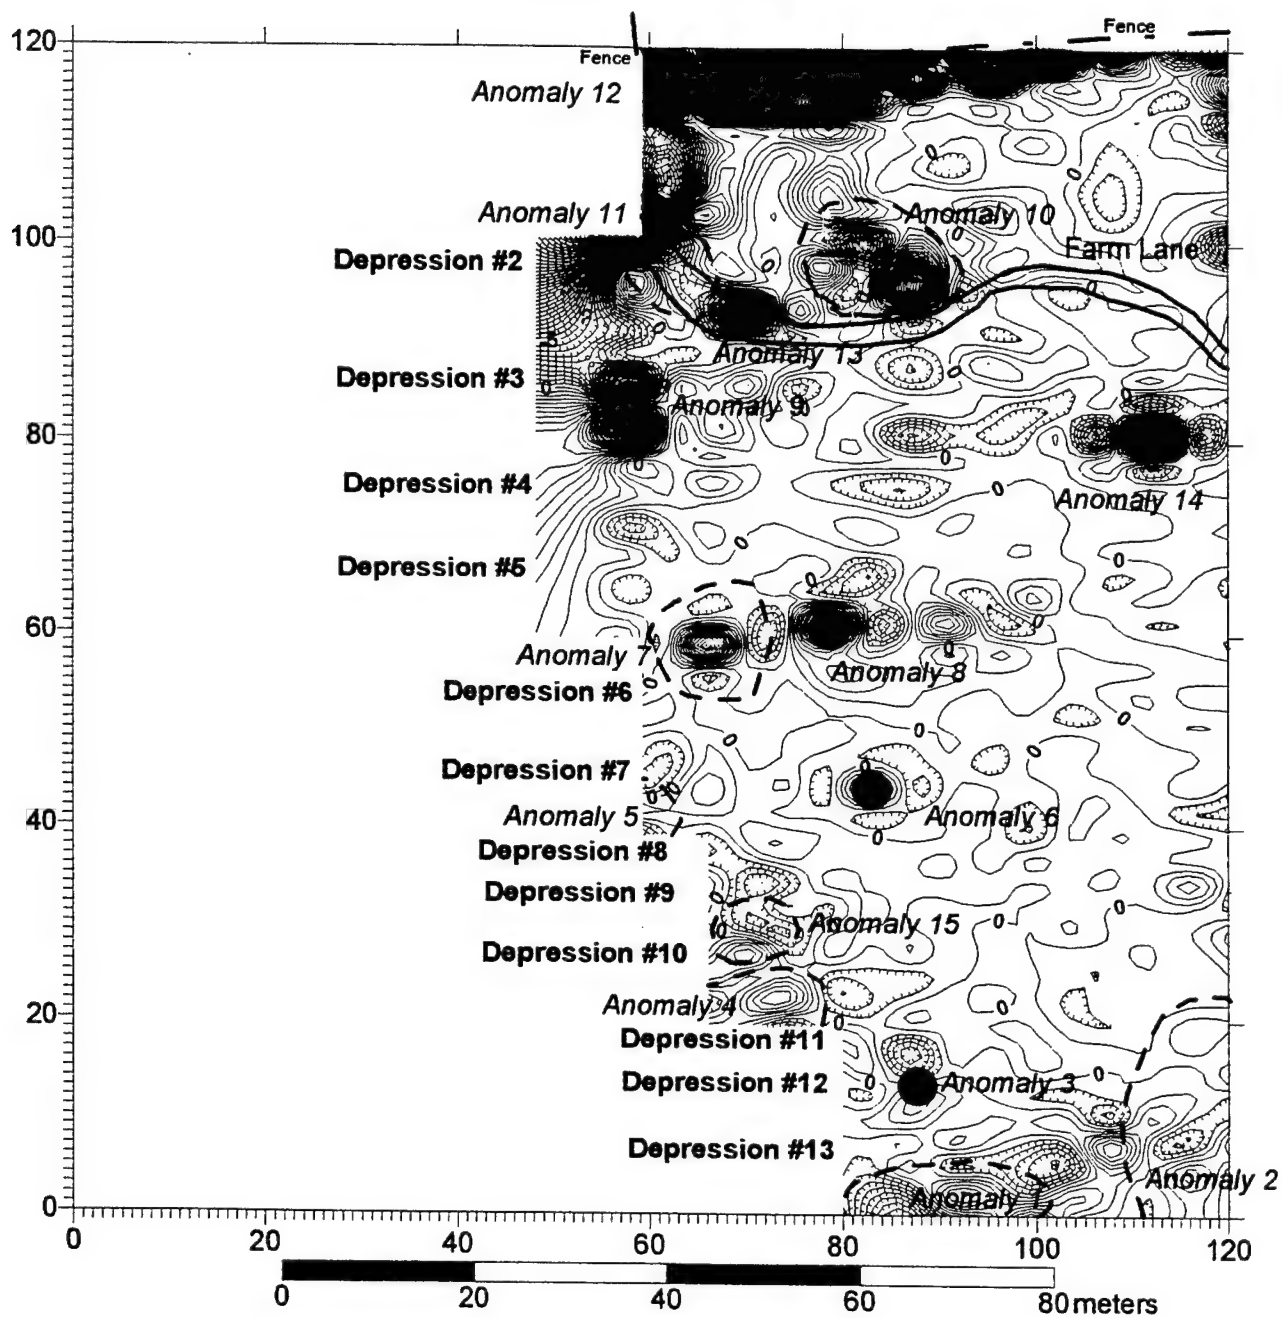 Fence
120
Fence
Anomaly 12
Anomaly 11
Anomaly 10
100
Farm Lane
Depression #2
Anomaly 13
Depression #3
Anomaly 9
80
Depression #4
Anomaly 14
Depression #5
60
Anomaly 7
Anomaly 8
Depression #6
Depression #7
40
Anomaly 5
Anomaly 6
Depression #8
Depression #9
Anomaly 15
Depression #10
Anomaly 4
20
Depression #11
Depression #12
Anomaly 3
Depression #13
Anomaly 2
Anomaly 1
0
0 20 40 60 80 100 120
0 20 40 60 80 meters